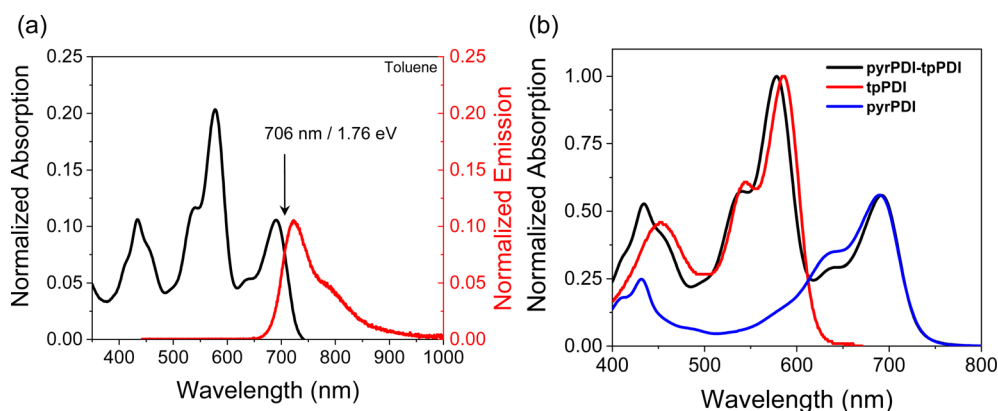 (a)
Normalized Absorption
0.25
0.20
0.15
0.10
0.05
0.00
Toluene
706 nm / 1.76 eV
0.25
0.20
0.15
0.10
0.05
0.00
Normalized Emission
400 500 600 700 800 900 1000
Wavelength (nm)
(b)
Normalized Absorption
1.00
0.75
0.50
0.25
0.00
pyrPDI-tpPDI
tpPDI
pyrPDI
400 500 600 700 800
Wavelength (nm)